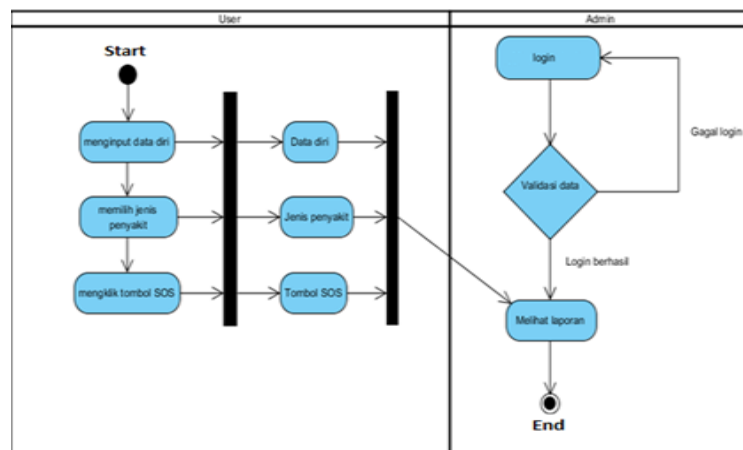 User
Admin
Start
menginput data diri
Data diri
memilih jenis
penyakit
Jenis penyakit
mengklik tombol SOS
Tombol SOS
login
Gagal login
Validasi data
Login berhasil
Melihat laporan
End